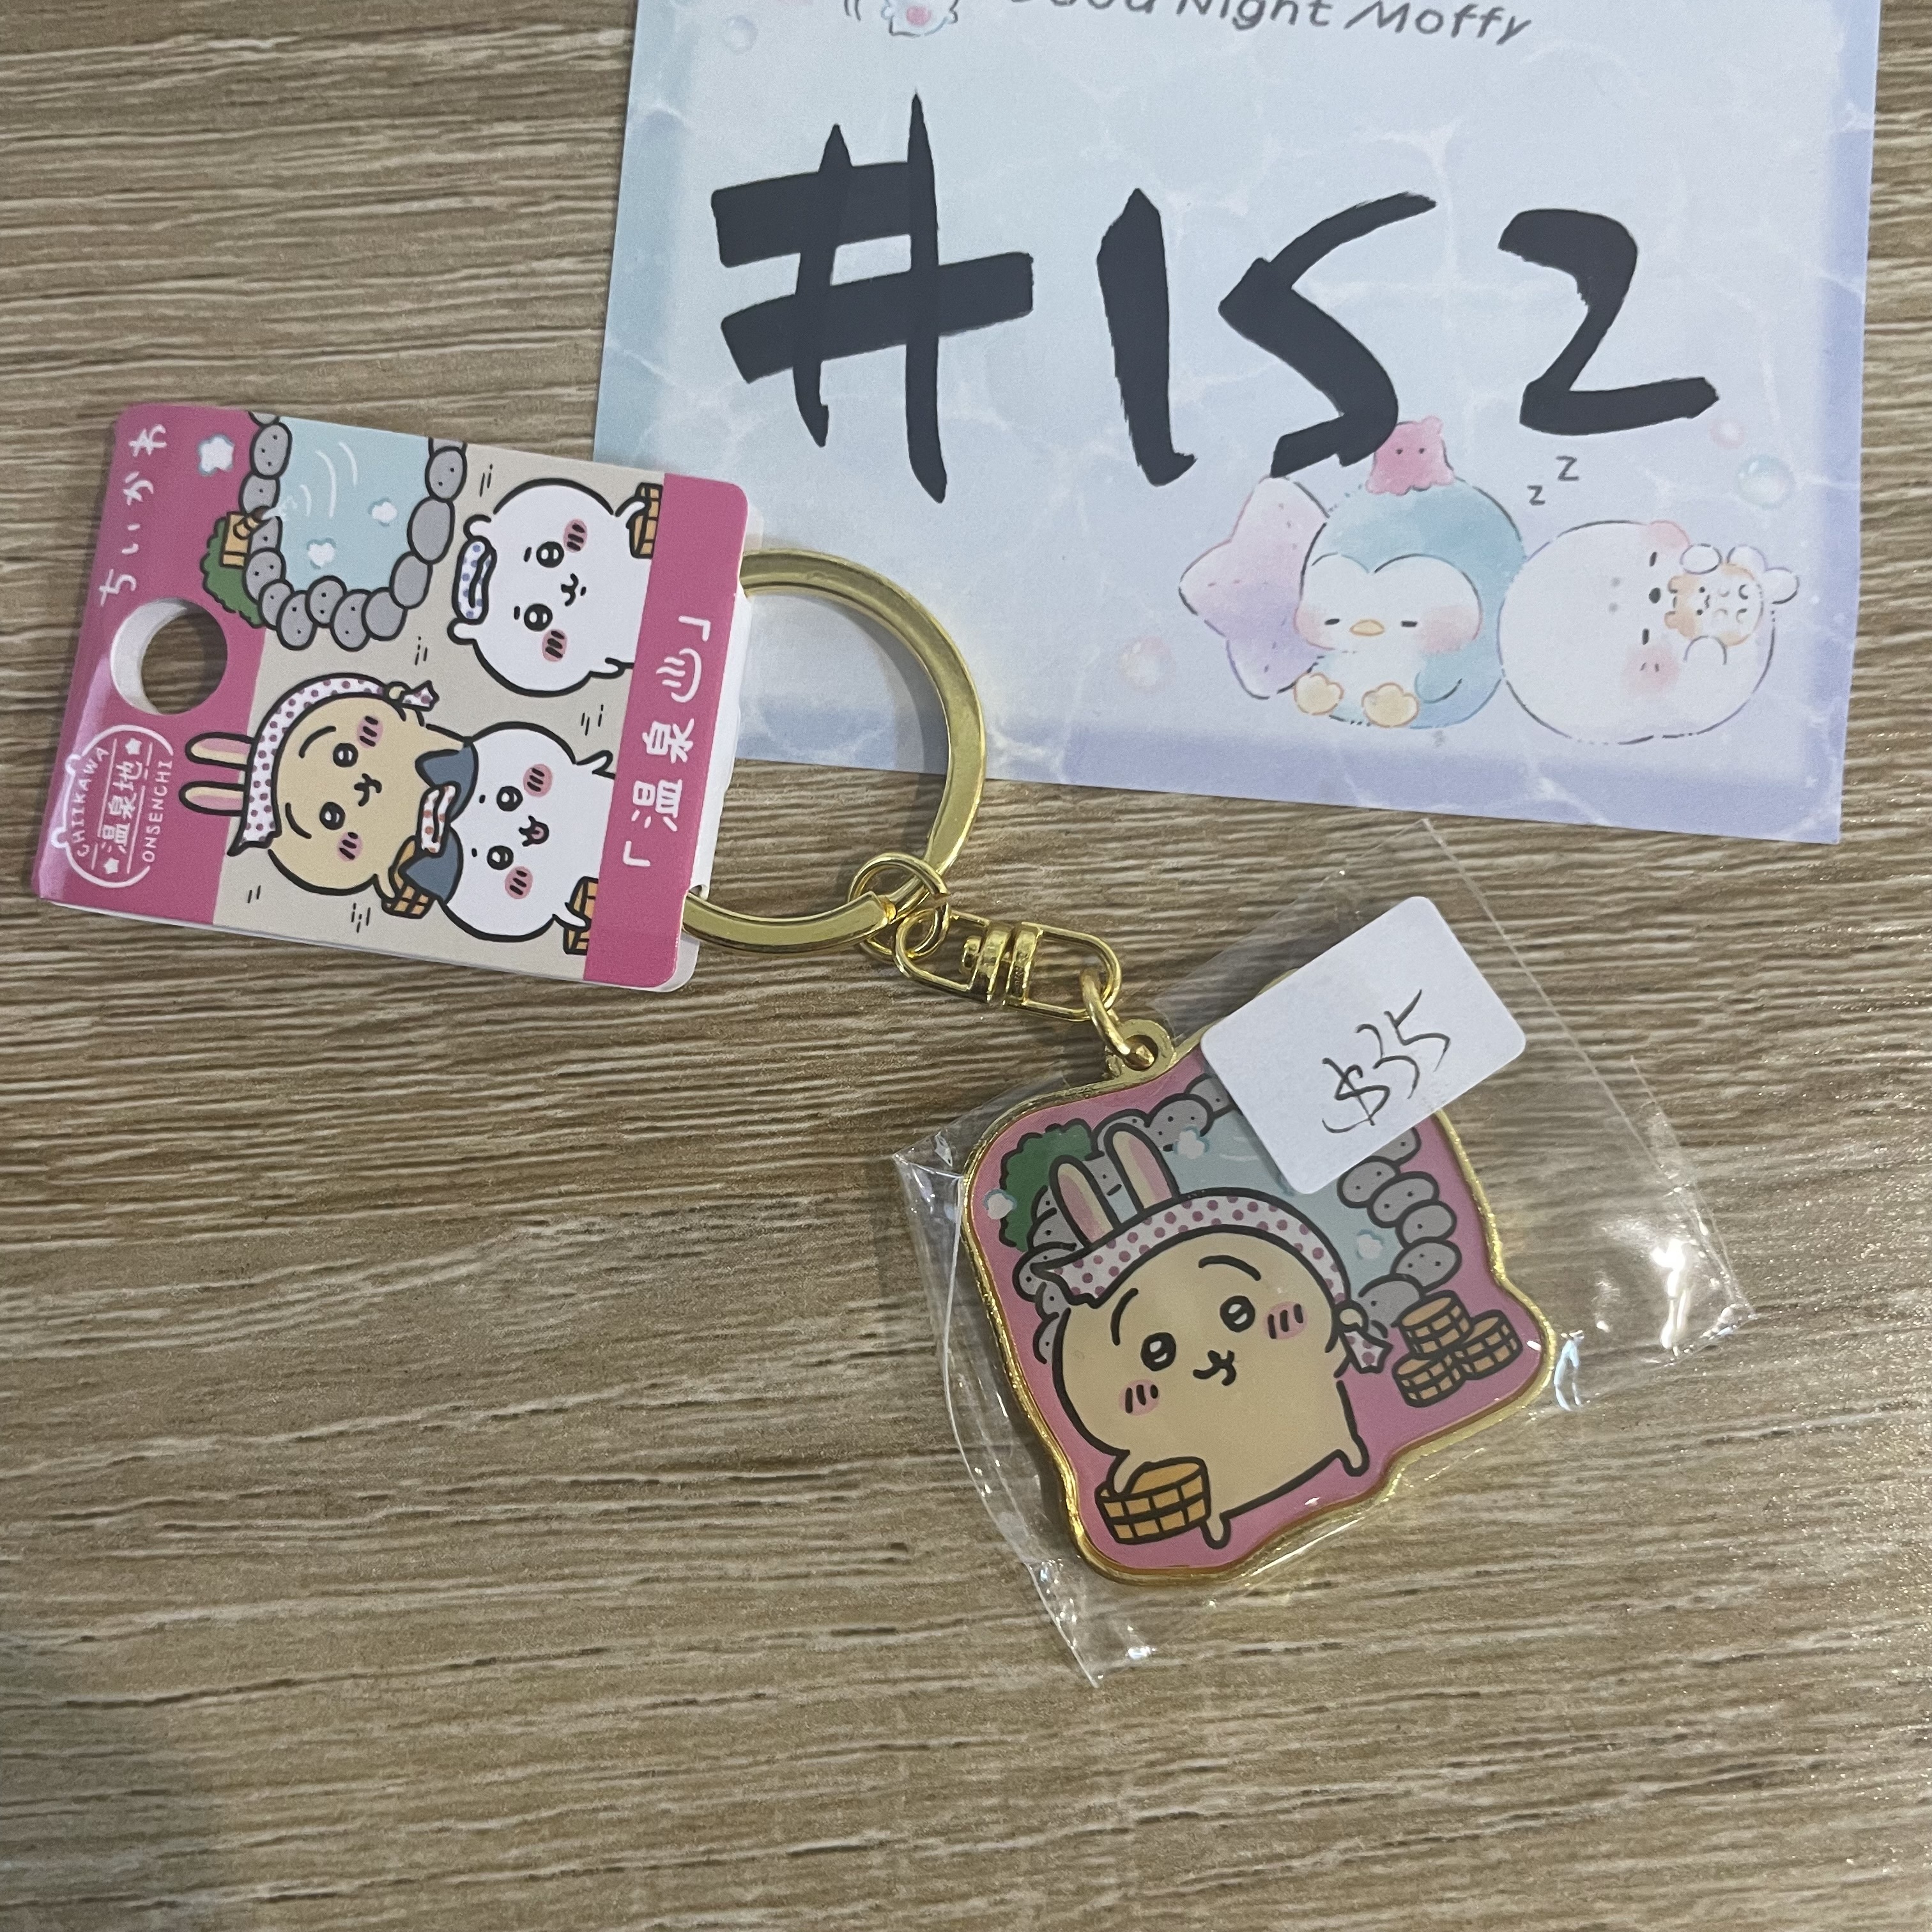 Good Night Moffy
#152
z z
ちいかわ
CHIIKAWA
温泉地
ONSENCHI
「温泉♨」
$35